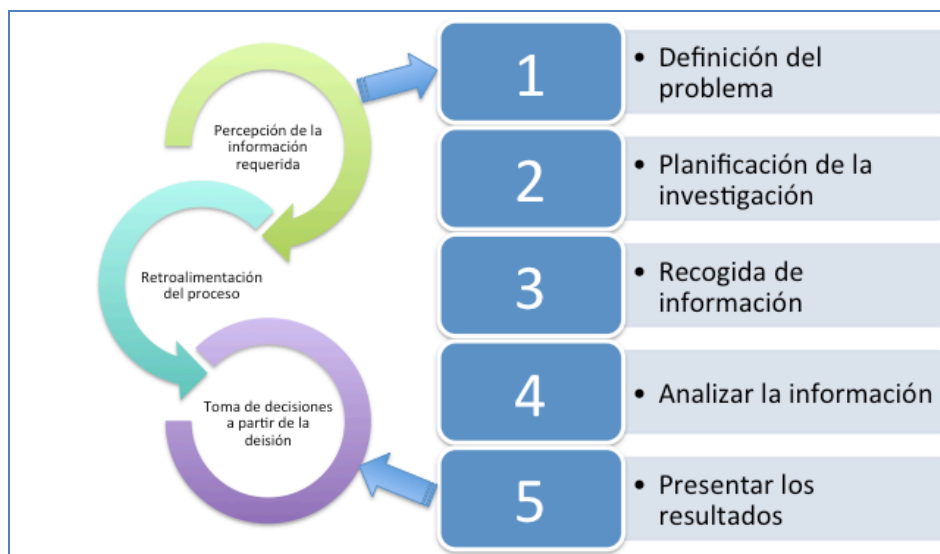 Percepción de la
información
requerida
Retroalimentación
del proceso
Toma de decisiones
a partir de la
deisión
1
• Definición del
problema
2
• Planificación de la
investigación
3
• Recogida de
información
4
• Analizar la información
5
• Presentar los
resultados